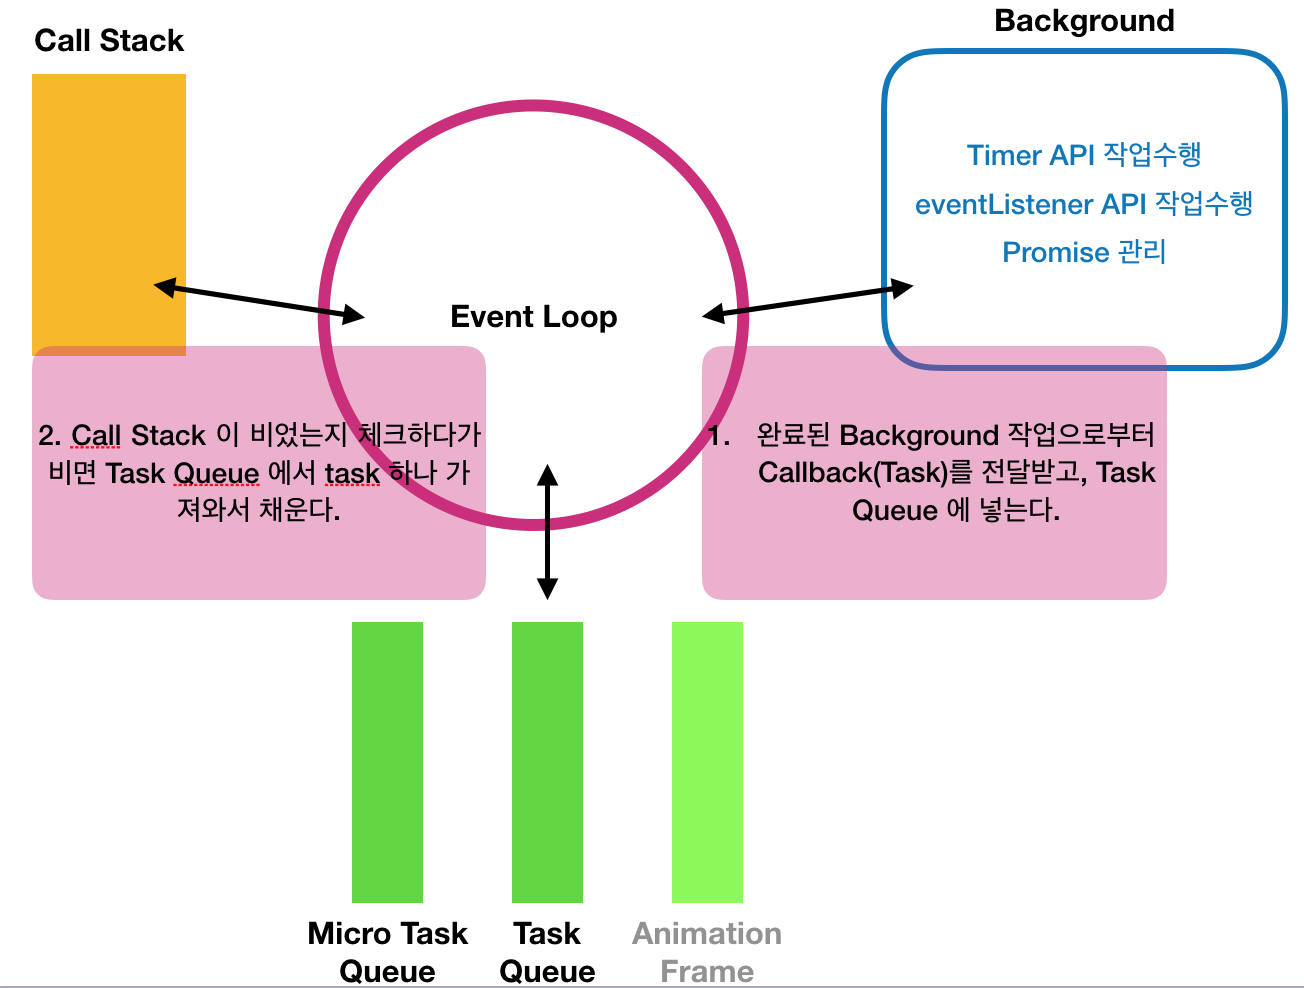 Call Stack
Background
Timer API 작업수행
eventListener API 작업수행
Promise 관리
Event Loop
2. Call Stack 이 비었는지 체크하다가
비면 Task Queue 에서 task 하나 가
져와서 채운다.
1. 완료된 Background 작업으로부터
Callback(Task)를 전달받고, Task
Queue 에 넣는다.
Micro Task
Queue
Task
Queue
Animation
Frame